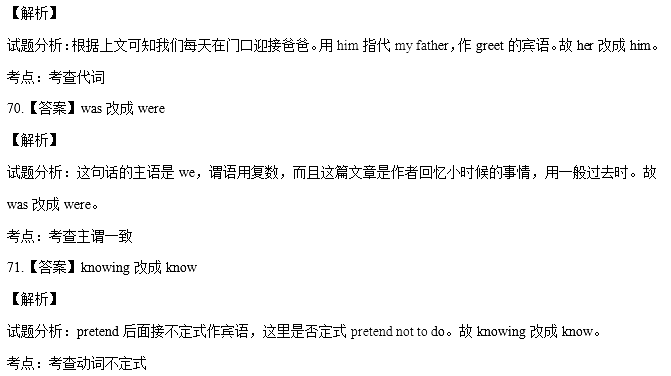 【解析】
试题分析：根据上文可知我们每天在门口迎接爸爸。用 him 指代 my father，作 greet 的宾语。故 her 改成 him。
考点：考查代词
70.【答案】was 改成 were
【解析】
试题分析：这句话的主语是 we，谓语用复数，而且这篇文章是作者回忆小时候的事情，用一般过去时。故
was 改成 were。
考点：考查主谓一致
71.【答案】knowing 改成 know
【解析】
试题分析：pretend 后面接不定式作宾语，这里是否定式 pretend not to do。故 knowing 改成 know。
考点：考查动词不定式